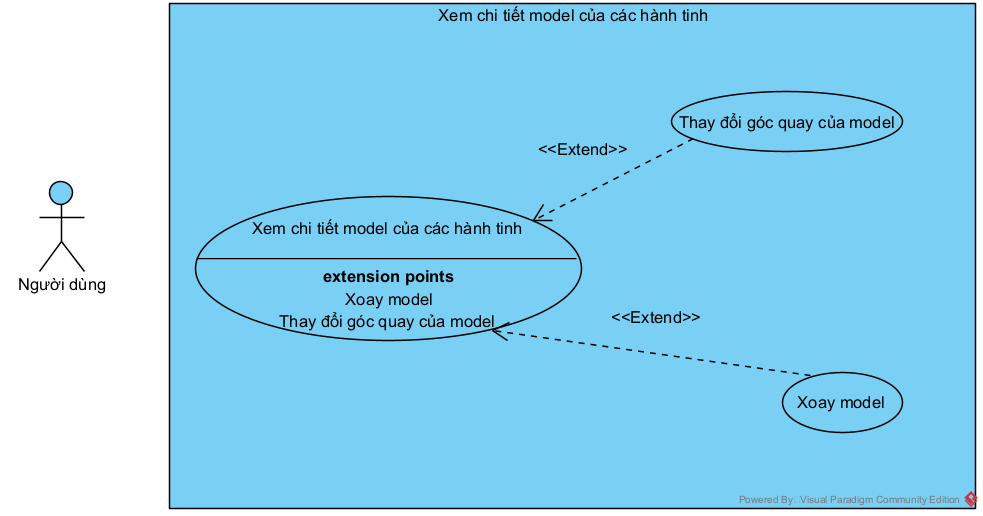 Xem chi tiết model của các hành tinh
Thay đổi góc quay của model
<<Extend>>
Xem chi tiết model của các hành tinh
extension points
Xoay model
Thay đổi góc quay của model
Người dùng
<<Extend>>
Xoay model
Powered By: Visual Paradigm Community Edition